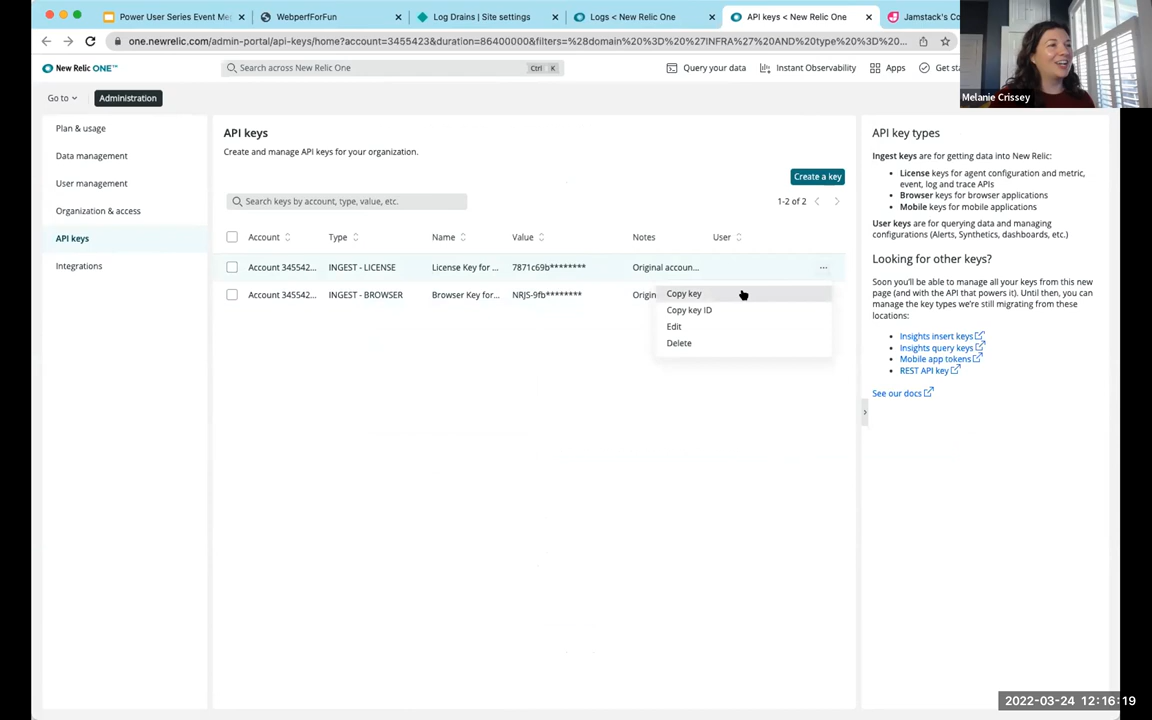 Power User Series Event Me
WebperfForFun
Log Drains | Site settings
Logs < New Relic One
API keys < New Relic One
Jamstack's Co
one.newrelic.com/admin-portal/api-keys/home?account=3455423&duration=86400000&filters=%28domain%20%3D%20%27INFRA%27%20AND%20type%20%3D%20...
New Relic ONE™
Search across New Relic One
Ctrl K
Query your data
Instant Observability
Apps
Get sta
Melanie Crissey
Go to
Administration
Plan & usage
Data management
User management
Organization & access
API keys
Integrations
API keys
Create and manage API keys for your organization.
Create a key
Search keys by account, type, value, etc.
1-2 of 2
Account Type Name Value Notes User
Account 345542... INGEST - LICENSE License Key for ... 7871c69b******** Original accoun... ...
Account 345542... INGEST - BROWSER Browser Key for... NRJS-9fb******** Origin
Copy key
Copy key ID
Edit
Delete
API key types
Ingest keys are for getting data into New Relic:
• License keys for agent configuration and metric,
event, log and trace APIs
• Browser keys for browser applications
• Mobile keys for mobile applications
User keys are for querying data and managing
configurations (Alerts, Synthetics, dashboards, etc.)
Looking for other keys?
Soon you'll be able to manage all your keys from this new
page (and with the API that powers it). Until then, you can
manage the key types we're still migrating from these
locations:
• Insights insert keys
• Insights query keys
• Mobile app tokens
• REST API key
See our docs
2022-03-24 12:16:19